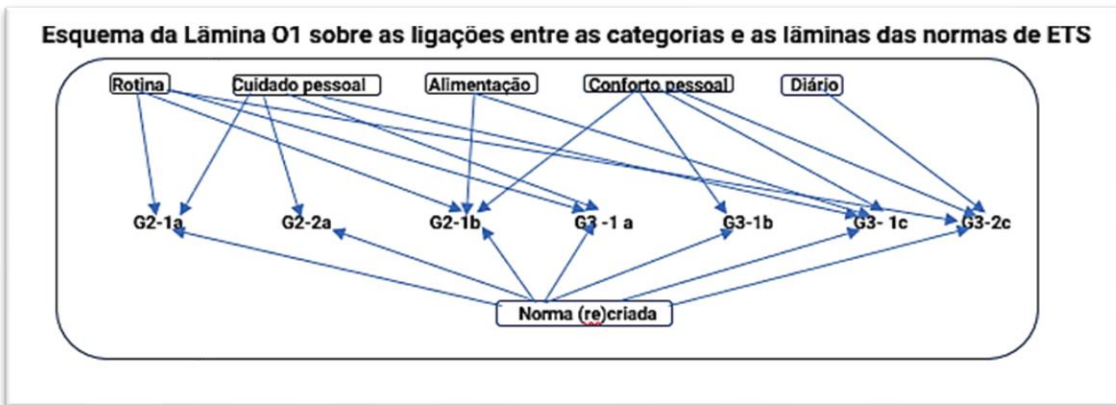 Esquema da Lâmina 01 sobre as ligações entre as categorias e as lâminas das normas de ETS
Rotina Cuidado pessoal Alimentação Conforto pessoal Diário
G2-1a G2-2a G2-1b G3 -1 a G3-1b G3- 1c G3-2c
Norma (re)criada